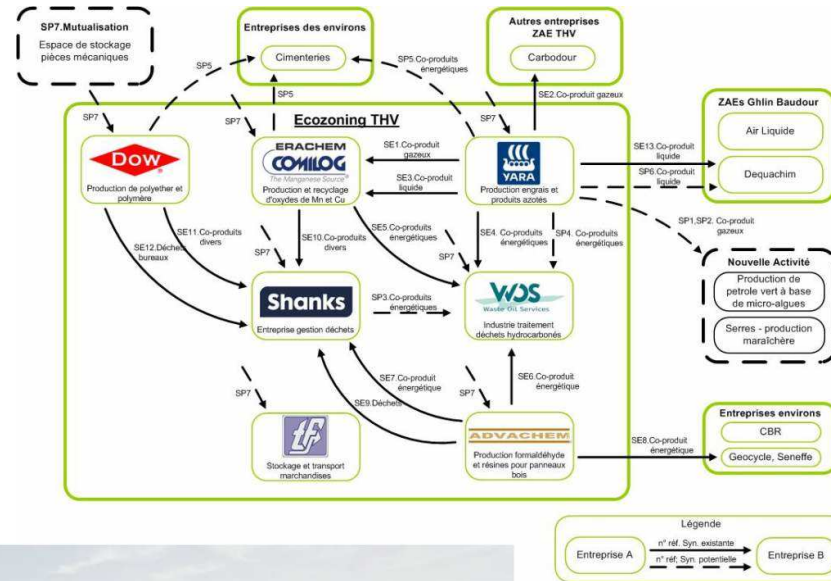 SP7.Mutualisation
Espace de stockage
pièces mécaniques
Entreprises des environs
Cimenteries
Autres entreprises
ZAE THV
Carbodour
SP5
SP5.Co-produits
énergétiques
SP5
SE2.Co-produit gazeux
SP7
SP7
SP7
Ecozoning THV
ZAEs Ghlin Baudour
Air Liquide
Dequachim
DOW
Production de polyether et
polymère
ERACHEM
COMILOG
The Manganese Source
Production et recyclage
d'oxydes de Mn et Cu
SE1.Co-produit
gazeux
SE3.Co-produit
liquide
YARA
Production engrais et
produits azotés
SE13.Co-produit
liquide
SP6.Co-produit
liquide
SP1,SP2. Co-produit
gazeux
SE11.Co-produits
divers
SE12.Déchets
bureaux
SP7
SE10.Co-produits
divers
SE5.Co-produits
énergétiques
SP7
SE4. Co-produits
énergétiques
SP4. Co-produits
énergétiques
Nouvelle Activité
Production de
petrole vert à base
de micro-algues
Serres - production
maraîchère
Shanks
Entreprise gestion déchets
SP3.Co-produits
énergétiques
WOS
Waste Oil Services
Industrie traitement
déchets hydrocarbonés
SP7
SE7.Co-produit
énergétique
SE9.Déchets
SP7
SE6.Co-produit
énergétique
Stockage et transport
marchandises
ADVACHEM
Production formaldéhyde
et résines pour panneaux
bois
SE8.Co-produit
énergétique
Entreprises environs
CBR
Geocycle, Seneffe
Légende
Entreprise A
n° réf. Syn. existante
n° réf; Syn. potentielle
Entreprise B